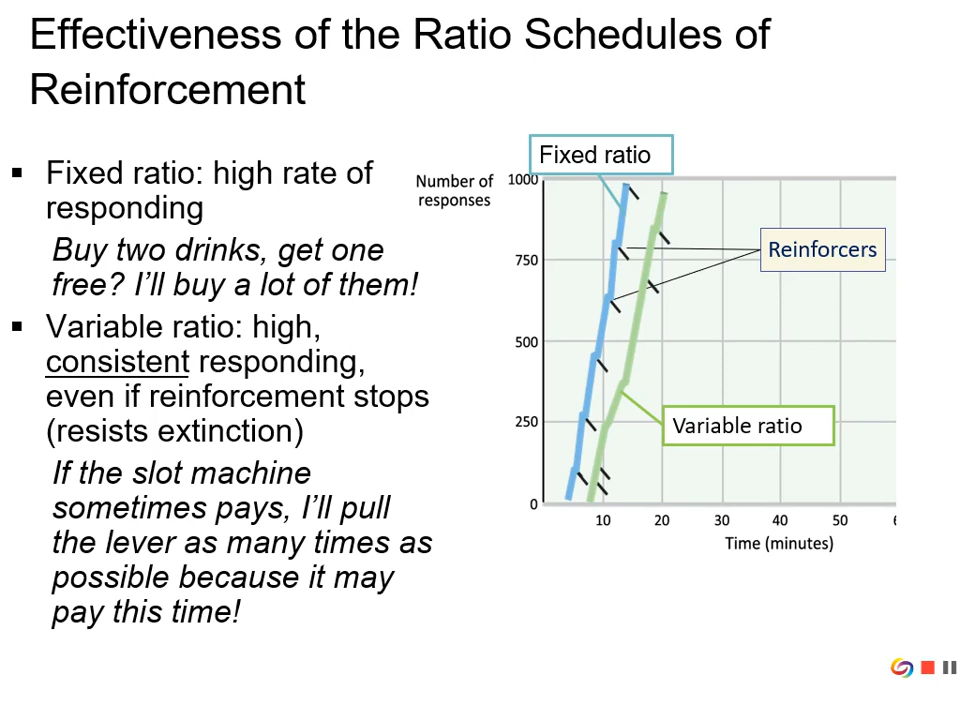 Effectiveness of the Ratio Schedules of
Reinforcement
▪ Fixed ratio: high rate of
responding
Buy two drinks, get one
free? I'll buy a lot of them!
▪ Variable ratio: high,
consistent responding,
even if reinforcement stops
(resists extinction)
If the slot machine
sometimes pays, I'll pull
the lever as many times as
possible because it may
pay this time!
Fixed ratio
Number of
responses
1000
750
500
250
0
Reinforcers
Variable ratio
10 20 30 40 50
Time (minutes)